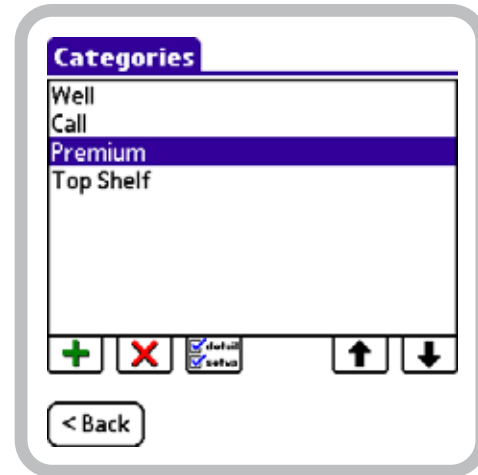 Categories
Well
Call
Premium
Top Shelf
detail
setup
< Back